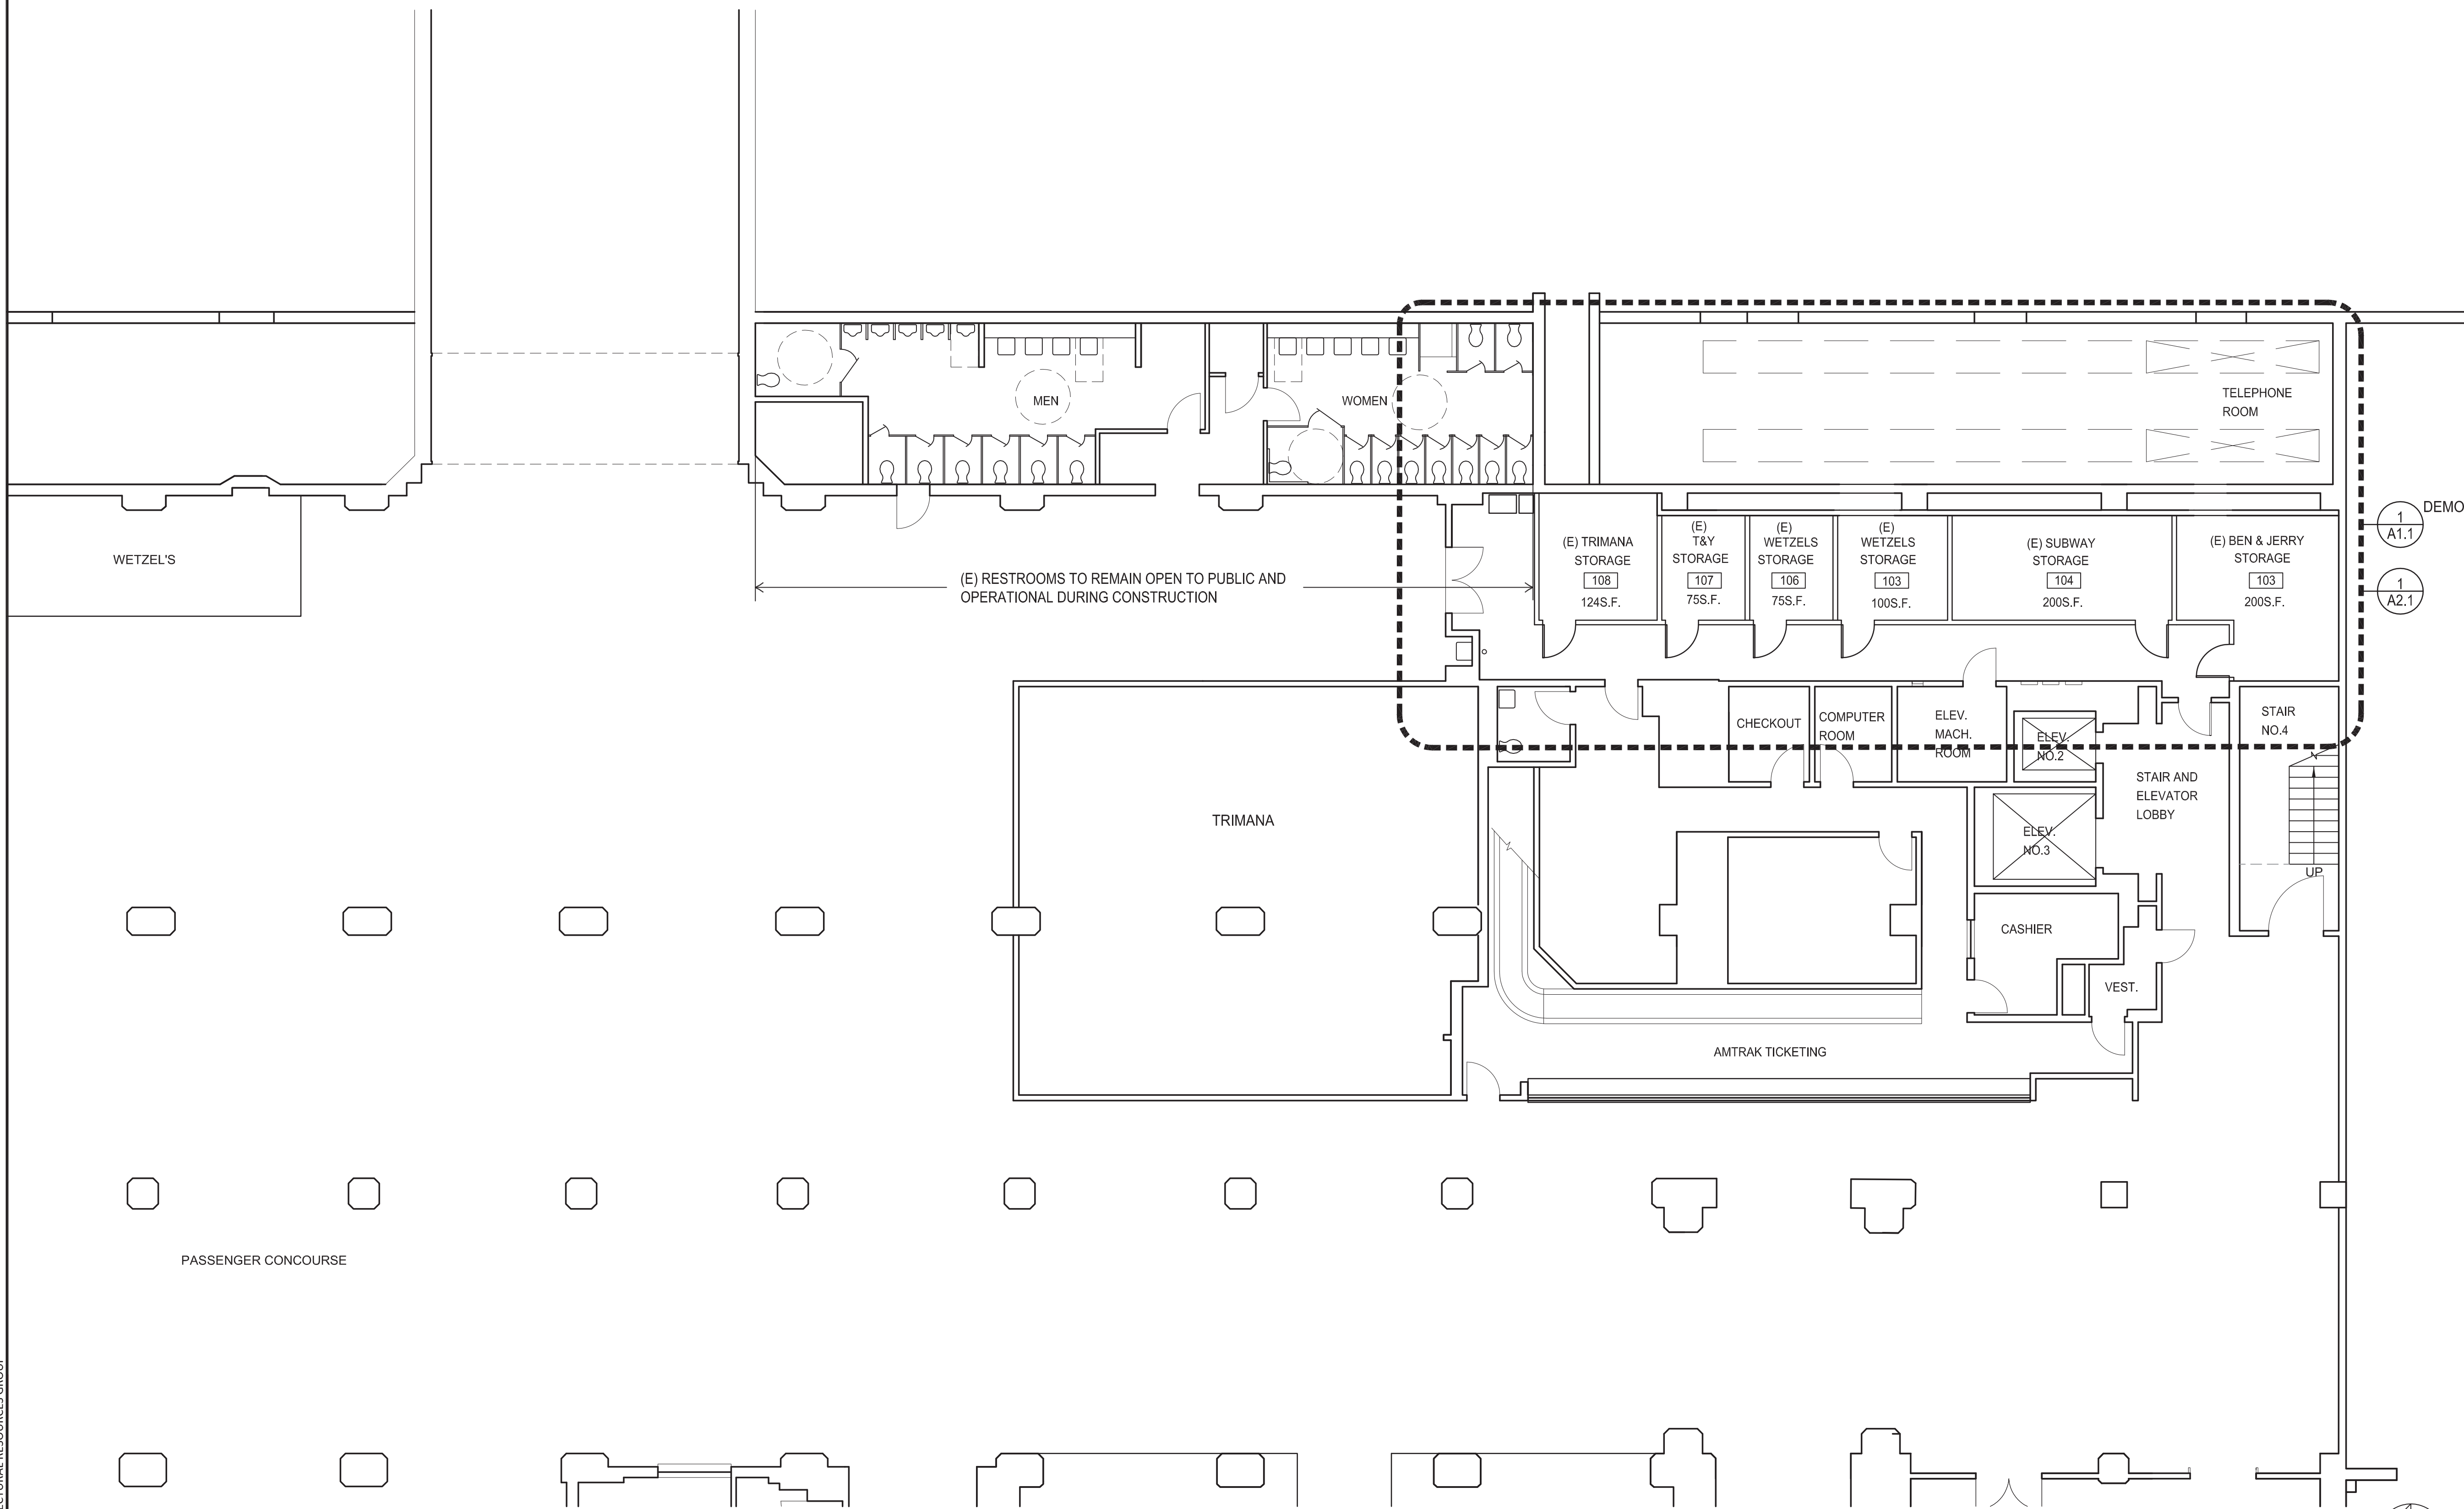 MEN
WOMEN
TELEPHONE
ROOM
WETZEL'S
(E) RESTROOMS TO REMAIN OPEN TO PUBLIC AND
OPERATIONAL DURING CONSTRUCTION
(E) TRIMANA
STORAGE
108
124S.F.
(E)
T&Y
STORAGE
107
75S.F.
(E)
WETZELS
STORAGE
106
75S.F.
(E)
WETZELS
STORAGE
103
100S.F.
(E) SUBWAY
STORAGE
104
200S.F.
(E) BEN & JERRY
STORAGE
103
200S.F.
1
A1.1
DEMO
1
A2.1
CHECKOUT
COMPUTER
ROOM
ELEV.
MACH.
ROOM
ELEV.
NO.2
STAIR
NO.4
STAIR AND
ELEVATOR
LOBBY
TRIMANA
ELEV.
NO.3
UP
CASHIER
VEST.
AMTRAK TICKETING
PASSENGER CONCOURSE